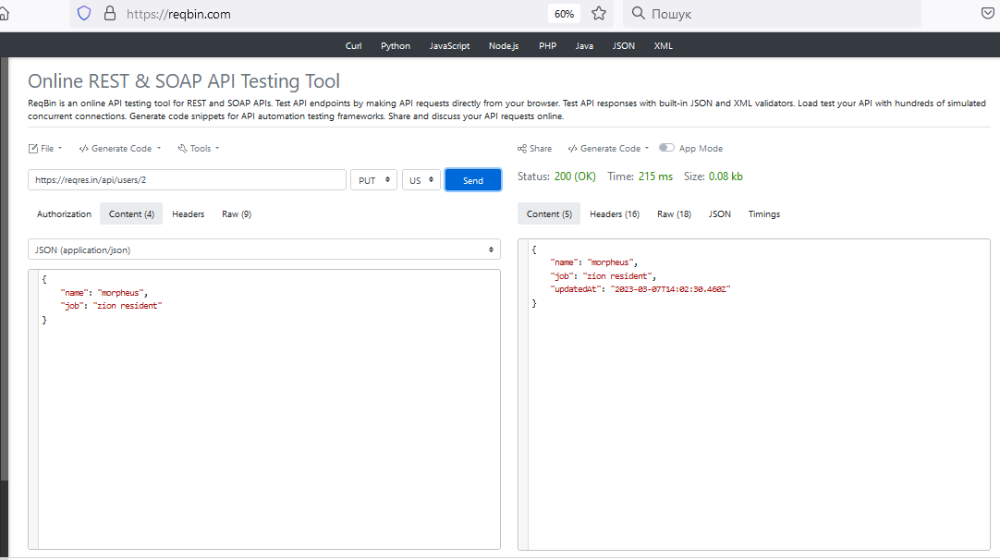 https://reqbin.com
60%
Пошук
Curl Python JavaScript Node.js PHP Java JSON XML
Online REST & SOAP API Testing Tool
ReqBin is an online API testing tool for REST and SOAP APIs. Test API endpoints by making API requests directly from your browser. Test API responses with built-in JSON and XML validators. Load test your API with hundreds of simulated
concurrent connections. Generate code snippets for API automation testing frameworks. Share and discuss your API requests online.
File Generate Code Tools
https://reqres.in/api/users/2 PUT US Send
Authorization Content (4) Headers Raw (9)
JSON (application/json)
{
"name": "morpheus",
"job": "zion resident"
}
Share Generate Code App Mode
Status: 200 (OK) Time: 215 ms Size: 0.08 kb
Content (5) Headers (16) Raw (18) JSON Timings
{
"name": "morpheus",
"job": "zion resident",
"updatedAt": "2023-03-07T14:02:30.460Z"
}